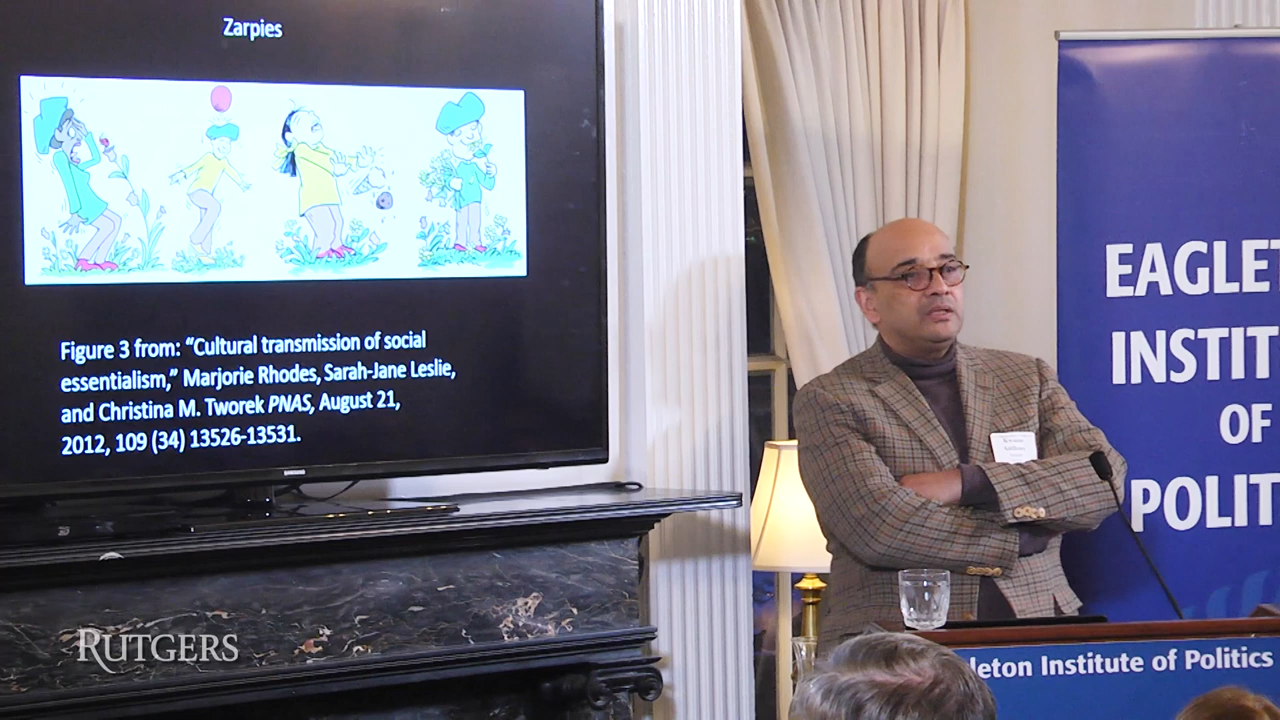 Zarpies
Figure 3 from: “Cultural transmission of social
essentialism,” Marjorie Rhodes, Sarah-Jane Leslie,
and Christina M. Tworek PNAS, August 21,
2012, 109 (34) 13526-13531.
SAMSUNG
RUTGERS
EAGLET
INSTIT
OF
POLIT
leton Institute of Politics